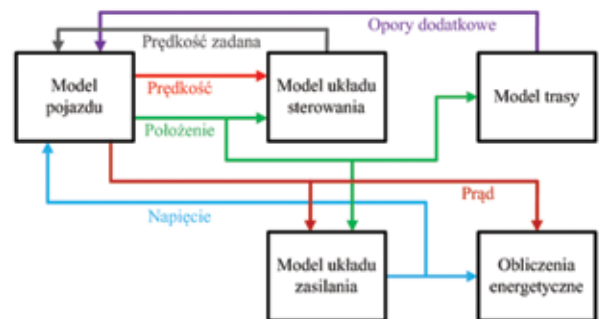 Opory dodatkowe
Prędkość zadana
Model
pojazdu
Prędkość
Położenie
Model układu
sterowania
Model trasy
Prąd
Napięcie
Model układu
zasilania
Obliczenia
energetyczne